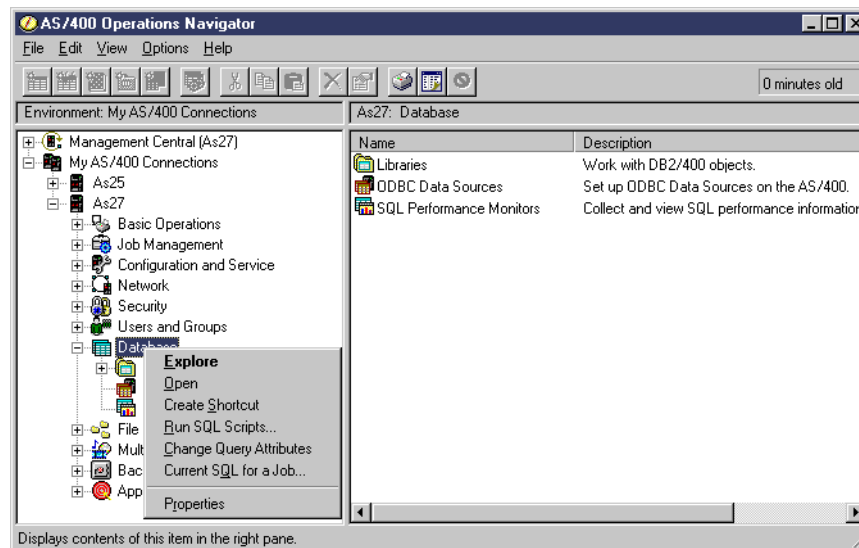 AS/400 Operations Navigator
File Edit View Options Help
0 minutes old
Environment: My AS/400 Connections
As27: Database
Management Central (As27)
My AS/400 Connections
As25
As27
Basic Operations
Job Management
Configuration and Service
Network
Security
Users and Groups
Database
File
Mult
Bac
App
Explore
Open
Create Shortcut
Run SQL Scripts...
Change Query Attributes
Current SQL for a Job...
Properties
Name Description
Libraries Work with DB2/400 objects.
ODBC Data Sources Set up ODBC Data Sources on the AS/400.
SQL Performance Monitors Collect and view SQL performance information
Displays contents of this item in the right pane.